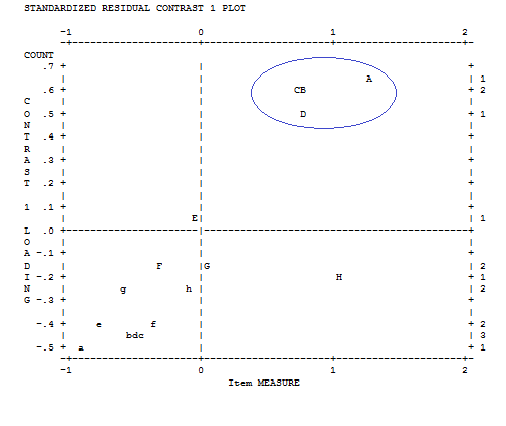 STANDARDIZED RESIDUAL CONTRAST 1 PLOT
-1 0 1 2
-+--------------------------------+--------------------------------+--------------------------------+-
COUNT
.7 + | +
| | A | 1
.6 + | CB + 2
C | | |
O .5 + | D + 1
N | | |
T .4 + | +
R | | |
A .3 + | +
S | | |
T .2 + | +
| | |
1 .1 + | +
| E| | 1
L .0 +--------------------------------|-----------------------------------------------------------------+
O | | |
A -.1 + | +
D | F |G | 2
I -.2 + | H + 1
N | g h | | 2
G -.3 + | +
| | |
-.4 + e f | + 2
| bdc | | 3
-.5 + a | + 1
-+--------------------------------+--------------------------------+--------------------------------+-
-1 0 1 2
Item MEASURE